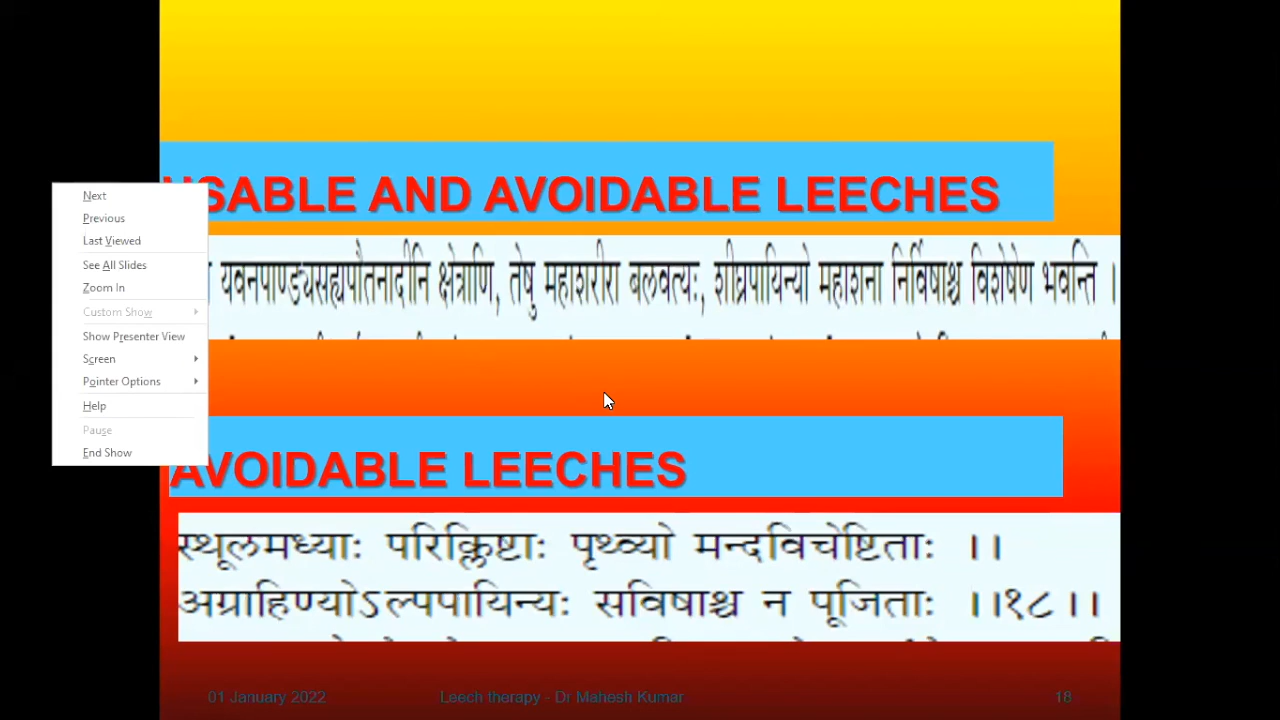 USABLE AND AVOIDABLE LEECHES
Next
Previous
Last Viewed
See All Slides
Zoom In
Custom Show
Show Presenter View
Screen
Pointer Options
Help
Pause
End Show
यवनपाण्ड्यसह्यपौतनादीनि क्षेत्राणि, तेषु महाशरीरा बलवत्यः, शीघ्रपायिन्यो महाशना निर्विषाश्च विशेषेण भवन्ति ।
AVOIDABLE LEECHES
स्थूलमध्याः परिक्लिष्टाः पृथ्व्यो मन्दविचेष्टिताः ।।
अग्राहिण्योऽल्पपायिन्यः सविषाश्च न पूजिताः ।।१८।।
01 January 2022 Leech therapy - Dr Mahesh Kumar 18